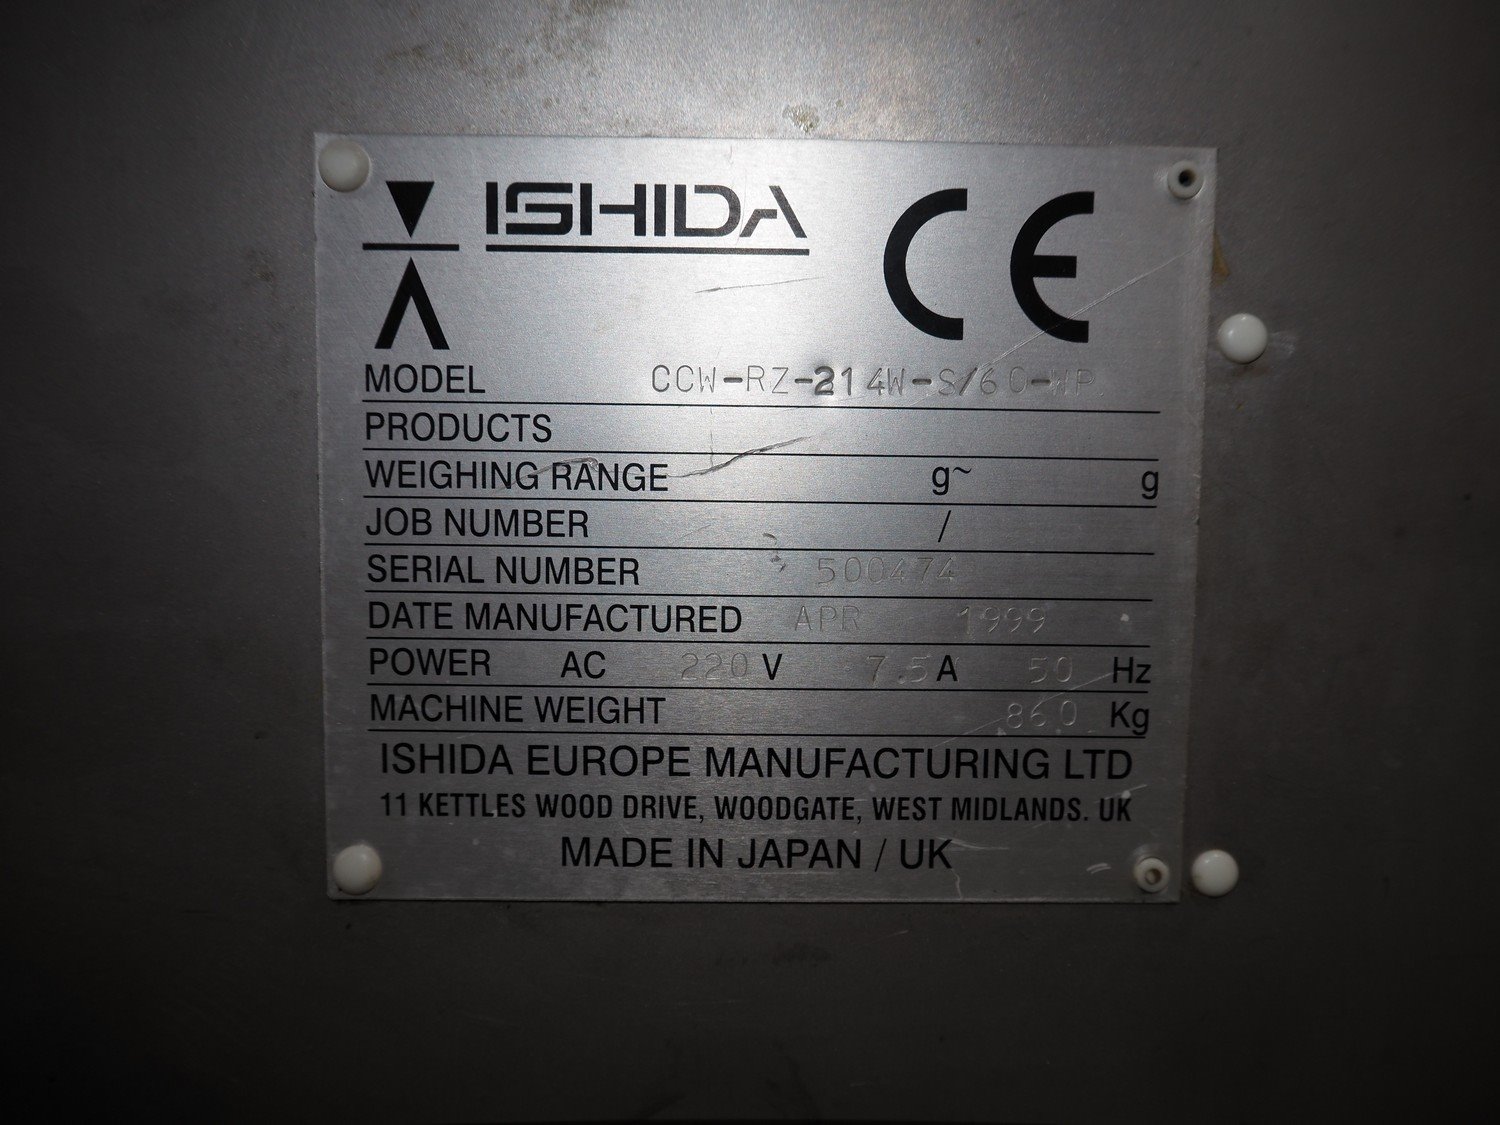 ISHIDA
CE
MODEL CCW-RZ-214W-S/60-WP
PRODUCTS
WEIGHING RANGE g~ g
JOB NUMBER /
SERIAL NUMBER 500474
DATE MANUFACTURED APR 1999
POWER AC 220 V 7.5 A 50 Hz
MACHINE WEIGHT 860 Kg
ISHIDA EUROPE MANUFACTURING LTD
11 KETTLES WOOD DRIVE, WOODGATE, WEST MIDLANDS. UK
MADE IN JAPAN / UK